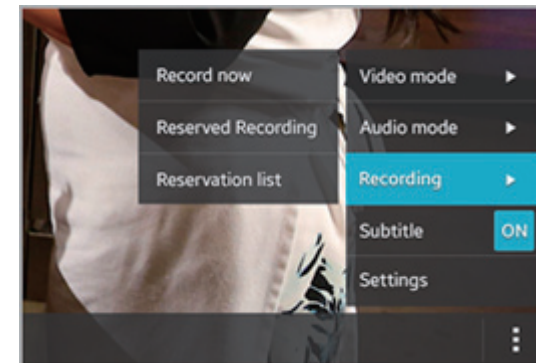 Record now
Reserved Recording
Reservation list
Video mode
Audio mode
Recording
Subtitle ON
Settings